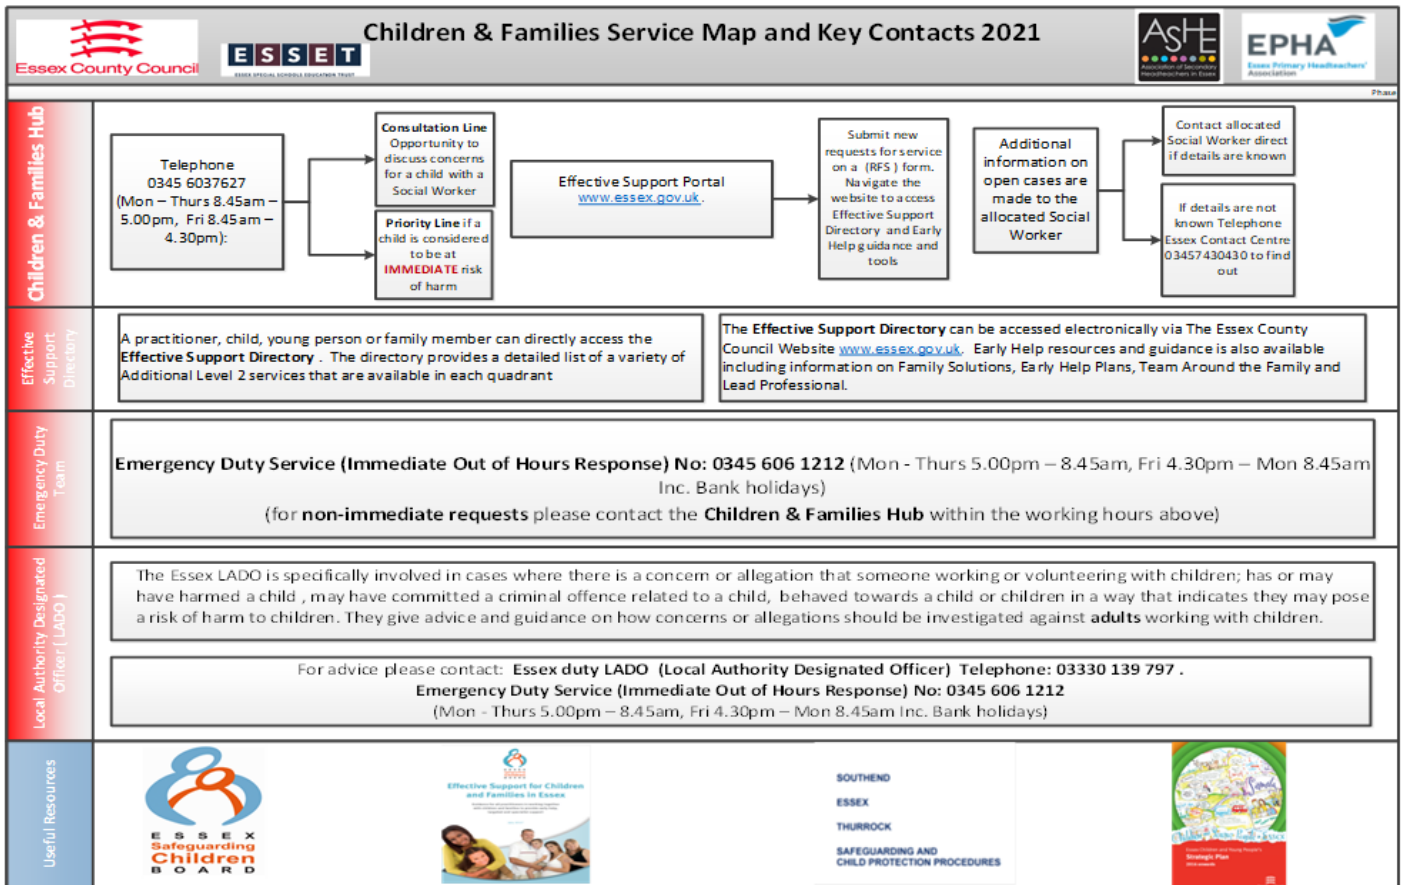 Children & Families Service Map and Key Contacts 2021
Essex County Council
ESSET
ESSEX SPECIAL SCHOOLS EDUCATION TRUST
ASHE
Association of Secondary
Headteachers in Essex
EPHA
Essex Primary Headteachers'
Association
Phase
Children & Families Hub
Telephone
0345 6037627
(Mon – Thurs 8.45am –
5.00pm, Fri 8.45am –
4.30pm):
Consultation Line
Opportunity to
discuss concerns
for a child with a
Social Worker
Priority Line if a
child is considered
to be at
IMMEDIATE risk
of harm
Effective Support Portal
www.essex.gov.uk.
Submit new
requests for service
on a (RFS ) form.
Navigate the
website to access
Effective Support
Directory and Early
Help guidance and
tools
Additional
information on
open cases are
made to the
allocated Social
Worker
Contact allocated
Social Worker direct
if details are known
If details are not
known Telephone
Essex Contact Centre
03457430430 to find
out
Effective
Support
Directory
A practitioner, child, young person or family member can directly access the
Effective Support Directory . The directory provides a detailed list of a variety of
Additional Level 2 services that are available in each quadrant
The Effective Support Directory can be accessed electronically via The Essex County
Council Website www.essex.gov.uk. Early Help resources and guidance is also available
including information on Family Solutions, Early Help Plans, Team Around the Family and
Lead Professional.
Emergency Duty
Team
Emergency Duty Service (Immediate Out of Hours Response) No: 0345 606 1212 (Mon - Thurs 5.00pm – 8.45am, Fri 4.30pm – Mon 8.45am
Inc. Bank holidays)
(for non-immediate requests please contact the Children & Families Hub within the working hours above)
Local Authority Designated
Officer ( LADO )
The Essex LADO is specifically involved in cases where there is a concern or allegation that someone working or volunteering with children; has or may
have harmed a child , may have committed a criminal offence related to a child, behaved towards a child or children in a way that indicates they may pose
a risk of harm to children. They give advice and guidance on how concerns or allegations should be investigated against adults working with children.
For advice please contact: Essex duty LADO (Local Authority Designated Officer) Telephone: 03330 139 797 .
Emergency Duty Service (Immediate Out of Hours Response) No: 0345 606 1212
(Mon - Thurs 5.00pm – 8.45am, Fri 4.30pm – Mon 8.45am Inc. Bank holidays)
Useful Resources
ESSEX
Safeguarding
Children
BOARD
Effective Support for Children
and Families in Essex
SOUTHEND
ESSEX
THURROCK
SAFEGUARDING AND
CHILD PROTECTION PROCEDURES
Essex Children and Young People's
Strategic Plan